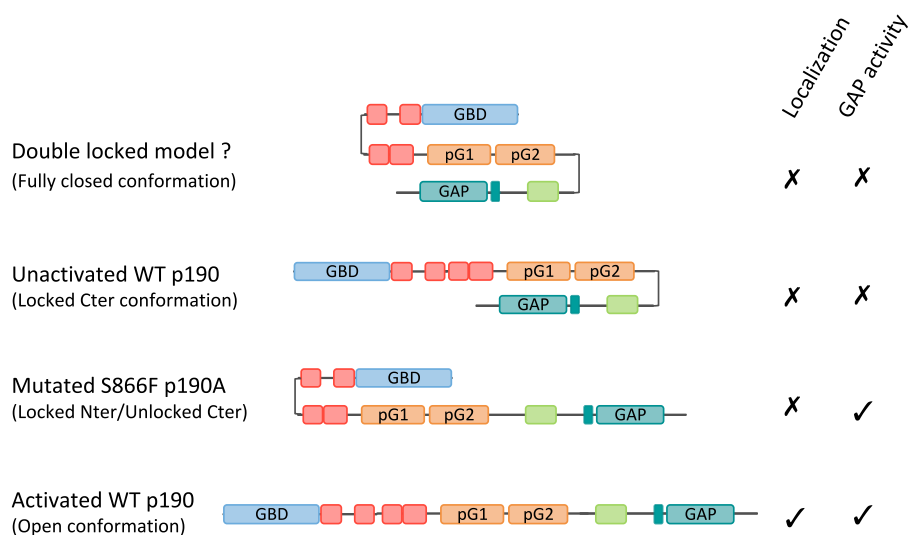 Localization
GAP activity
GBD
Double locked model ?
(Fully closed conformation)
pG1 pG2
GAP
✗ ✗
Unactivated WT p190
(Locked Cter conformation)
GBD pG1 pG2
GAP
✗ ✗
Mutated S866F p190A
(Locked Nter/Unlocked Cter)
GBD
pG1 pG2 GAP
✗ ✓
Activated WT p190
(Open conformation)
GBD pG1 pG2 GAP
✓ ✓